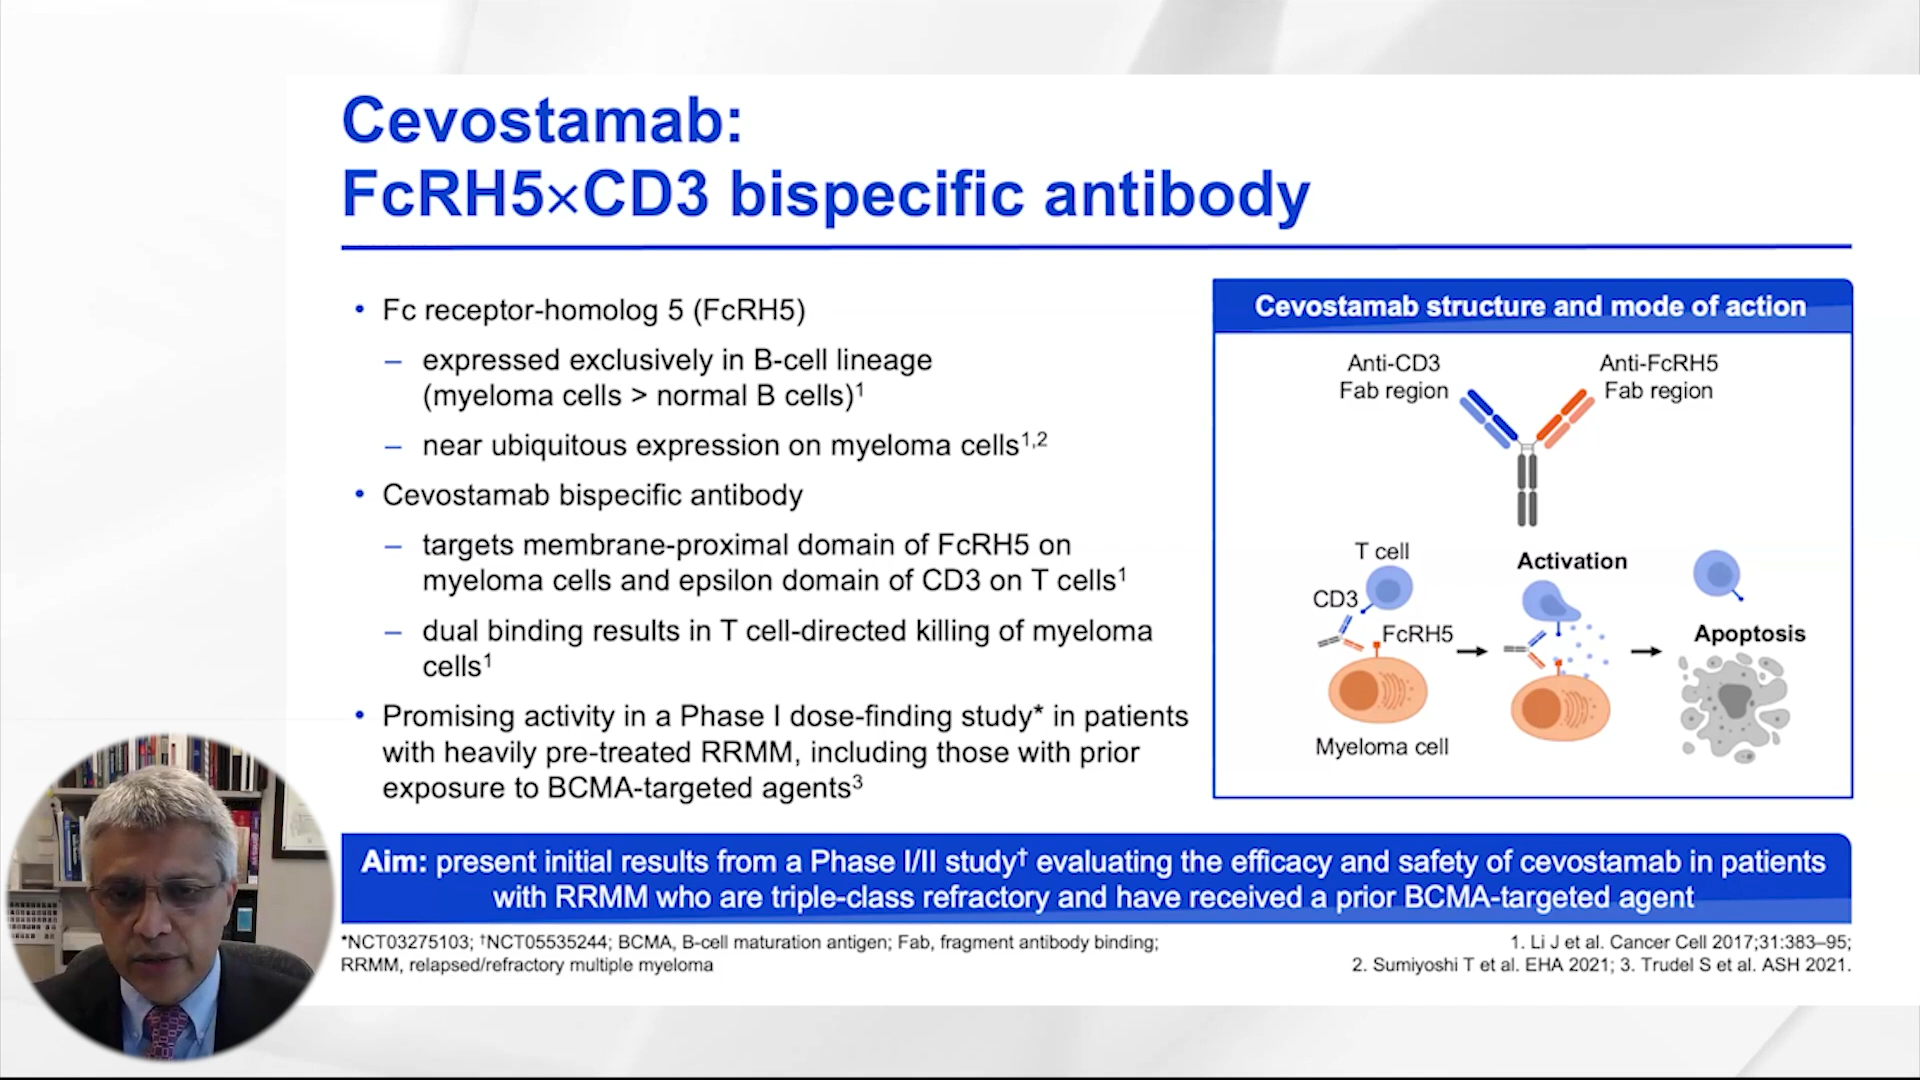 Cevostamab:
FcRH5×CD3 bispecific antibody
• Fc receptor-homolog 5 (FcRH5)
– expressed exclusively in B-cell lineage
(myeloma cells > normal B cells)¹
– near ubiquitous expression on myeloma cells¹,²
• Cevostamab bispecific antibody
– targets membrane-proximal domain of FcRH5 on
myeloma cells and epsilon domain of CD3 on T cells¹
– dual binding results in T cell-directed killing of myeloma
cells¹
• Promising activity in a Phase I dose-finding study* in patients
with heavily pre-treated RRMM, including those with prior
exposure to BCMA-targeted agents³
Cevostamab structure and mode of action
Anti-CD3
Fab region
Anti-FcRH5
Fab region
T cell
CD3
FcRH5
Myeloma cell
Activation
Apoptosis
Aim: present initial results from a Phase I/II study† evaluating the efficacy and safety of cevostamab in patients
with RRMM who are triple-class refractory and have received a prior BCMA-targeted agent
*NCT03275103; †NCT05535244; BCMA, B-cell maturation antigen; Fab, fragment antibody binding;
RRMM, relapsed/refractory multiple myeloma
1. Li J et al. Cancer Cell 2017;31:383–95;
2. Sumiyoshi T et al. EHA 2021; 3. Trudel S et al. ASH 2021.